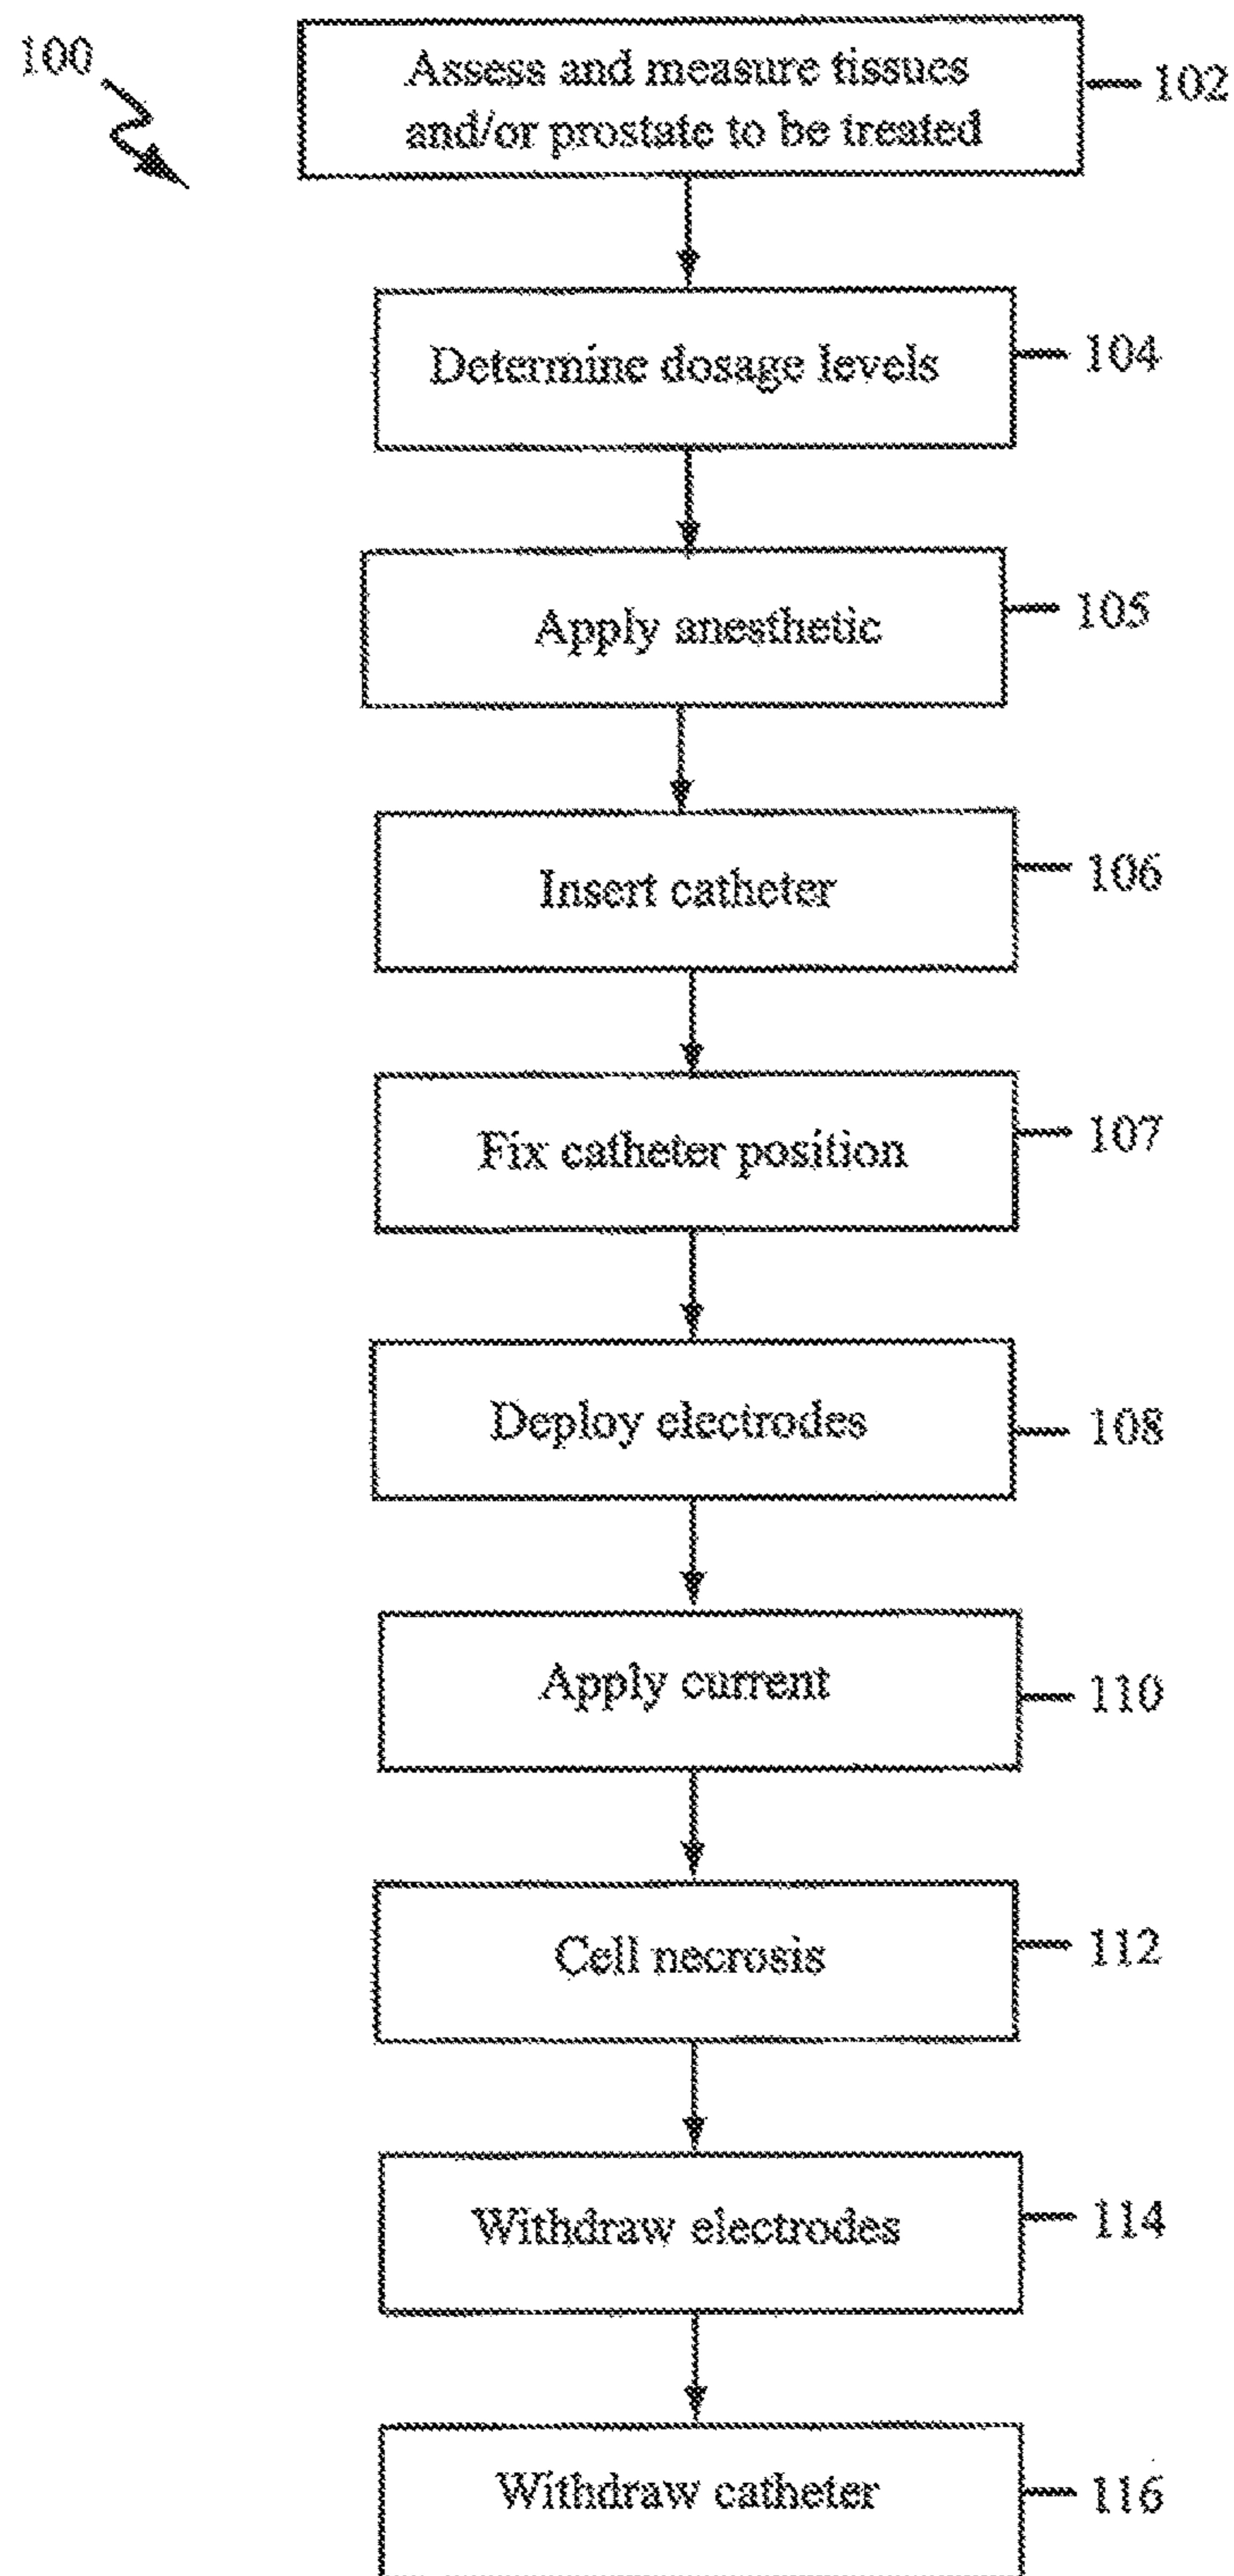 100
Assess and measure tissues
and/or prostate to be treated
102
Determine dosage levels
104
Apply anesthetic
105
Insert catheter
106
Fix catheter position
107
Deploy electrodes
108
Apply current
110
Cell necrosis
112
Withdraw electrodes
114
Withdraw catheter
116